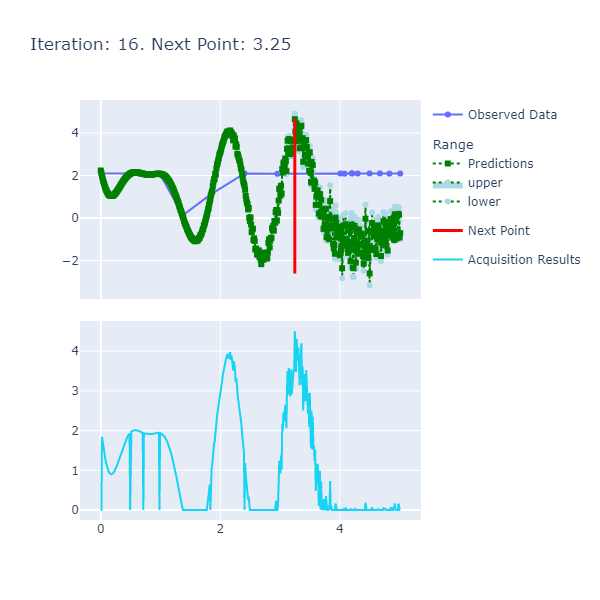 Iteration: 16. Next Point: 3.25
Observed Data
Range
Predictions
upper
lower
Next Point
Acquisition Results
4
2
0
−2
4
3
2
1
0
0
2
4